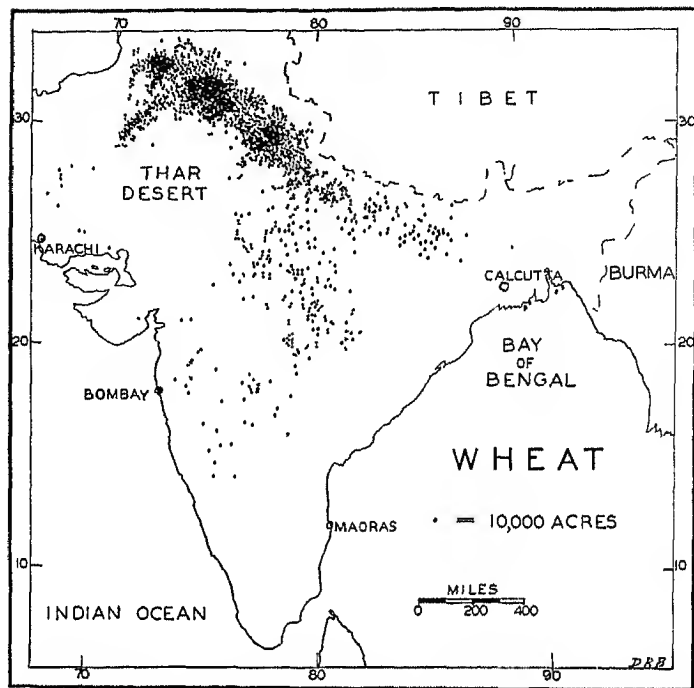 70 80 90
TIBET
30 30
THAR
DESERT
KARACHI
CALCUTTA
BURMA
20 20
BAY
OF
BENGAL
BOMBAY
WHEAT
• = 10,000 ACRES
MADRAS
10 10
MILES
0 200 400
INDIAN OCEAN
DRB
70 80 90